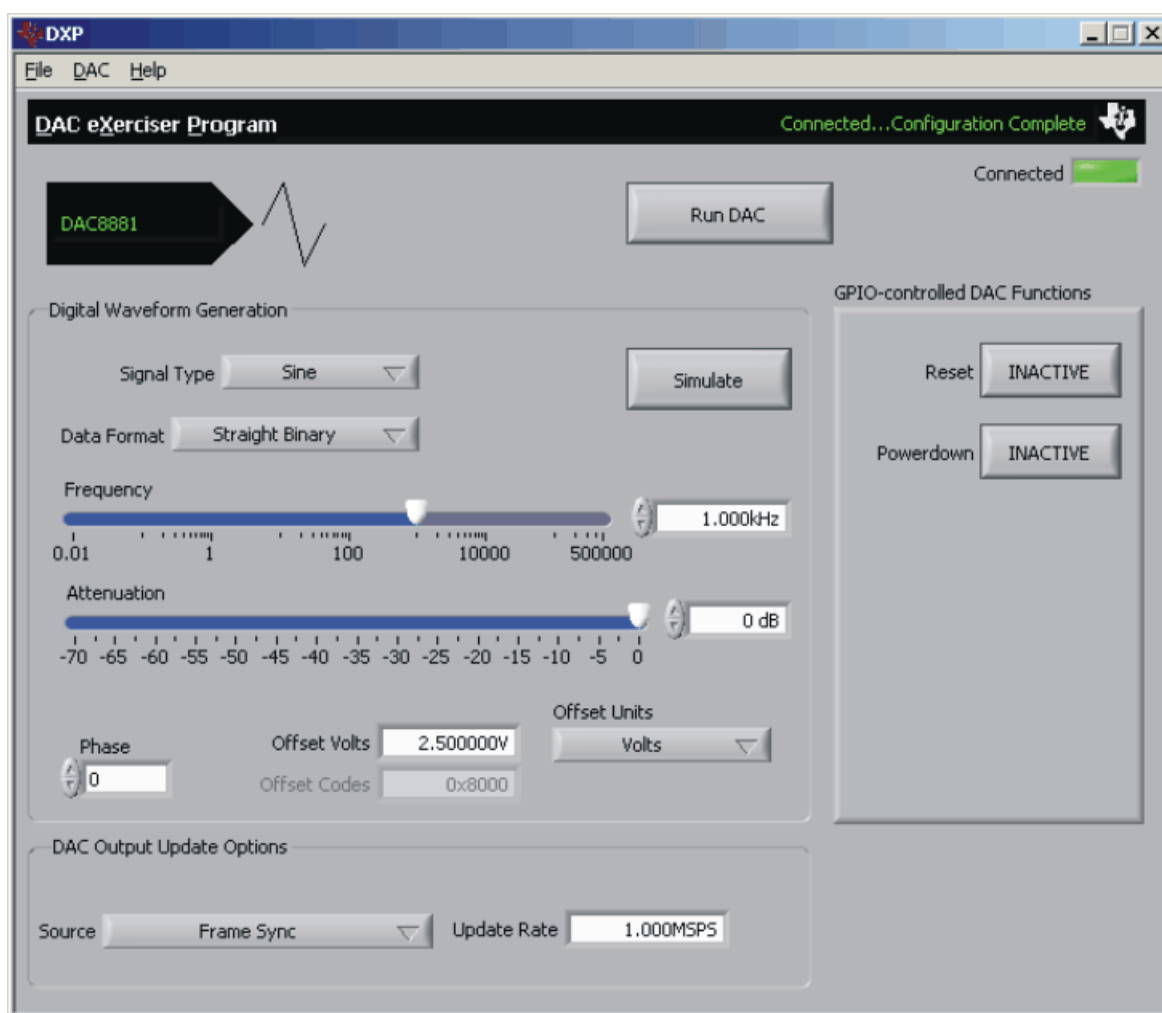 DXP
File DAC Help
DAC eXerciser Program
Connected...Configuration Complete
Connected
DAC8881
Run DAC
Digital Waveform Generation
GPIO-controlled DAC Functions
Signal Type Sine
Simulate
Reset INACTIVE
Data Format Straight Binary
Powerdown INACTIVE
Frequency
1.000kHz
0.01 1 100 10000 500000
Attenuation
0 dB
-70 -65 -60 -55 -50 -45 -40 -35 -30 -25 -20 -15 -10 -5 0
Offset Units
Phase
Offset Volts 2.500000V
Volts
0
Offset Codes 0x8000
DAC Output Update Options
Source Frame Sync
Update Rate 1.000MSPS